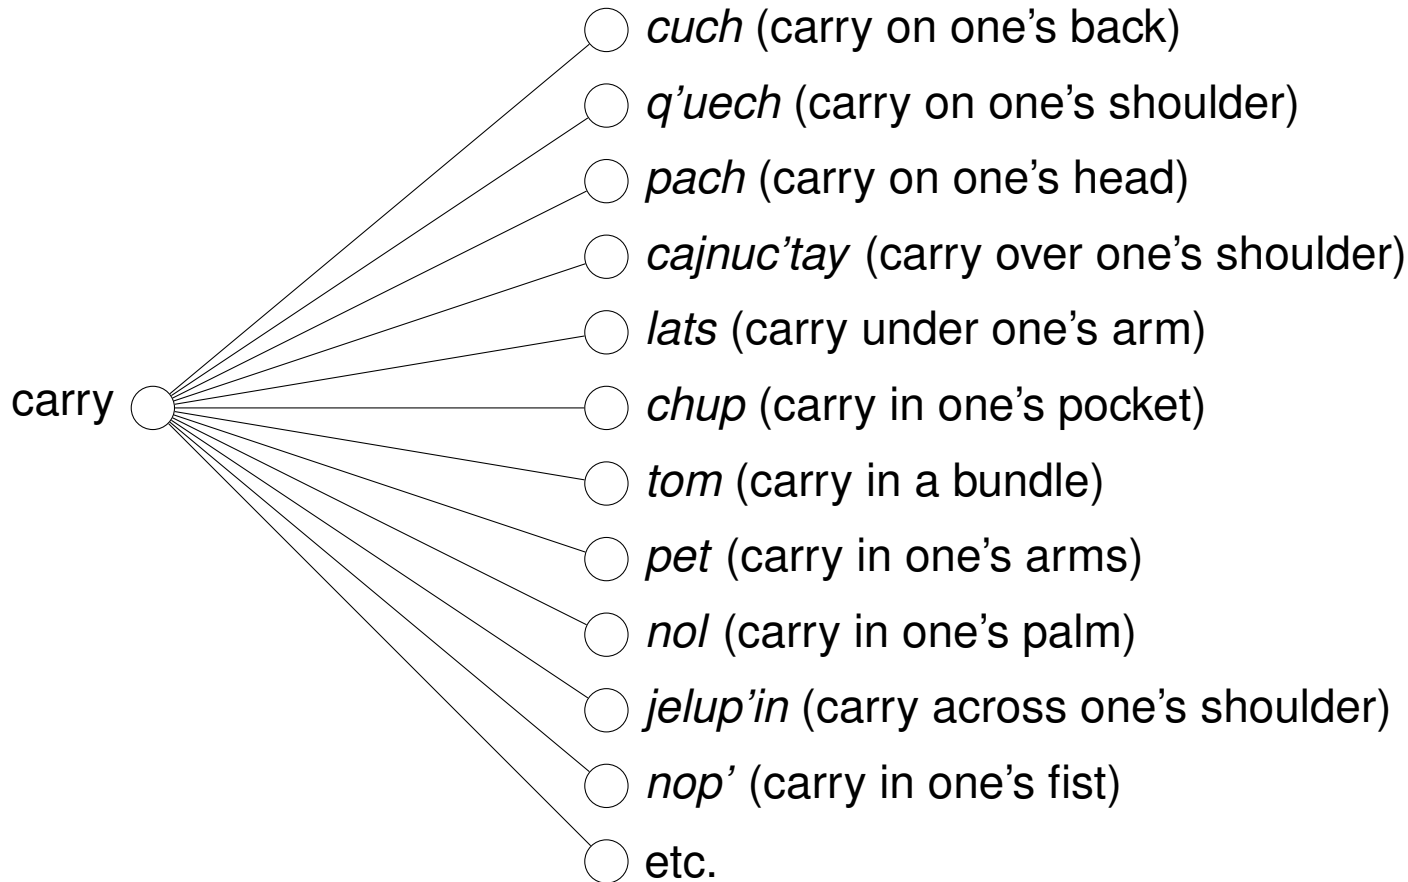 cuch (carry on one’s back)
q’uech (carry on one’s shoulder)
pach (carry on one’s head)
cajnuc’tay (carry over one’s shoulder)
lats (carry under one’s arm)
carry
chup (carry in one’s pocket)
tom (carry in a bundle)
pet (carry in one’s arms)
nol (carry in one’s palm)
jelup’in (carry across one’s shoulder)
nop’ (carry in one’s fist)
etc.